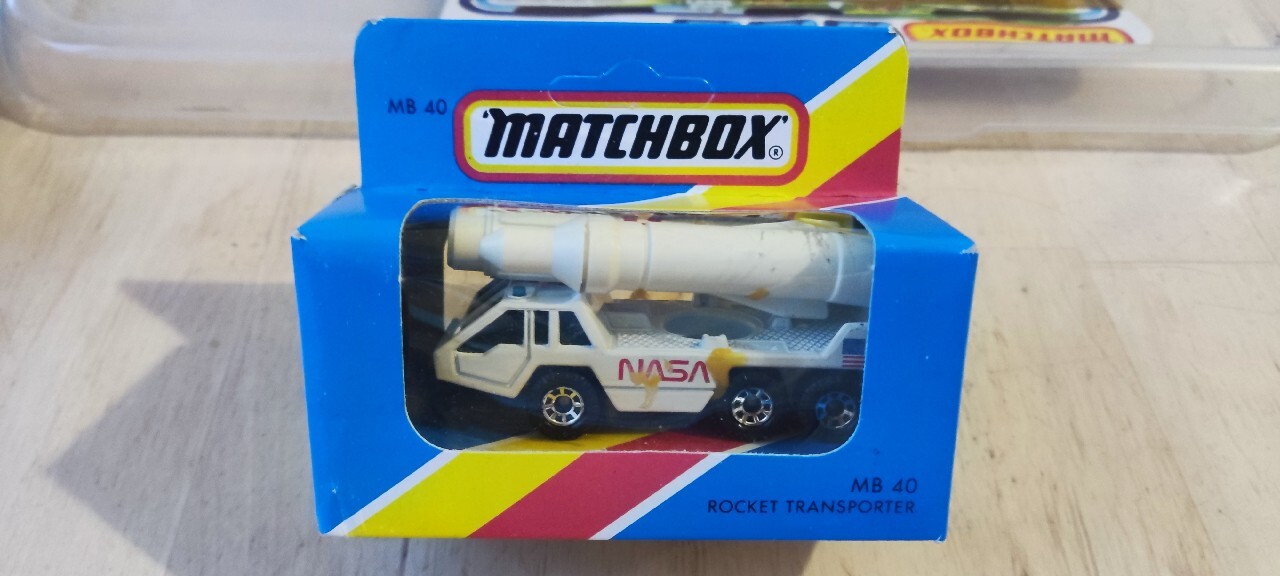 MATCHBOX
MB 40
"MATCHBOX"®
NASA
MB 40
ROCKET TRANSPORTER